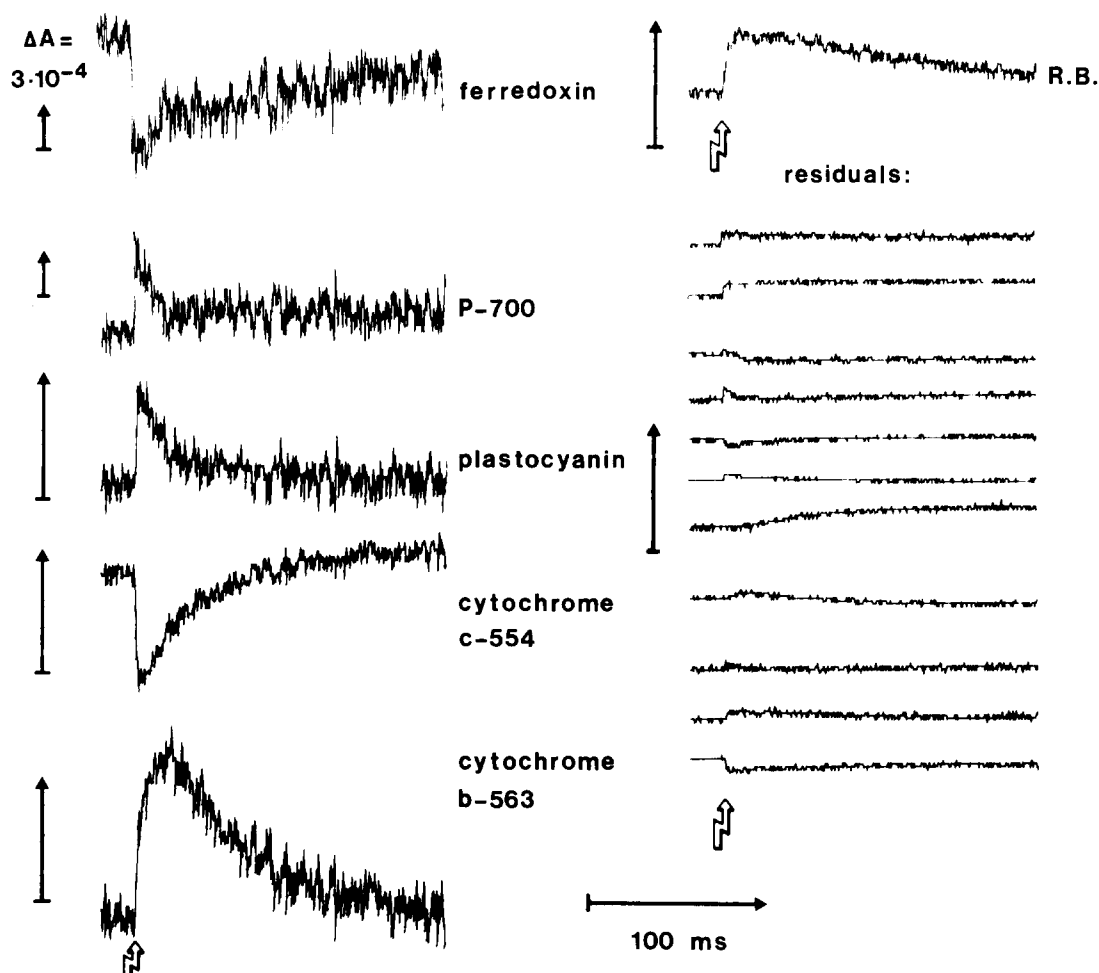 ΔA =
3·10⁻⁴
ferredoxin
R.B.
residuals:
P-700
plastocyanin
cytochrome
c-554
cytochrome
b-563
100 ms